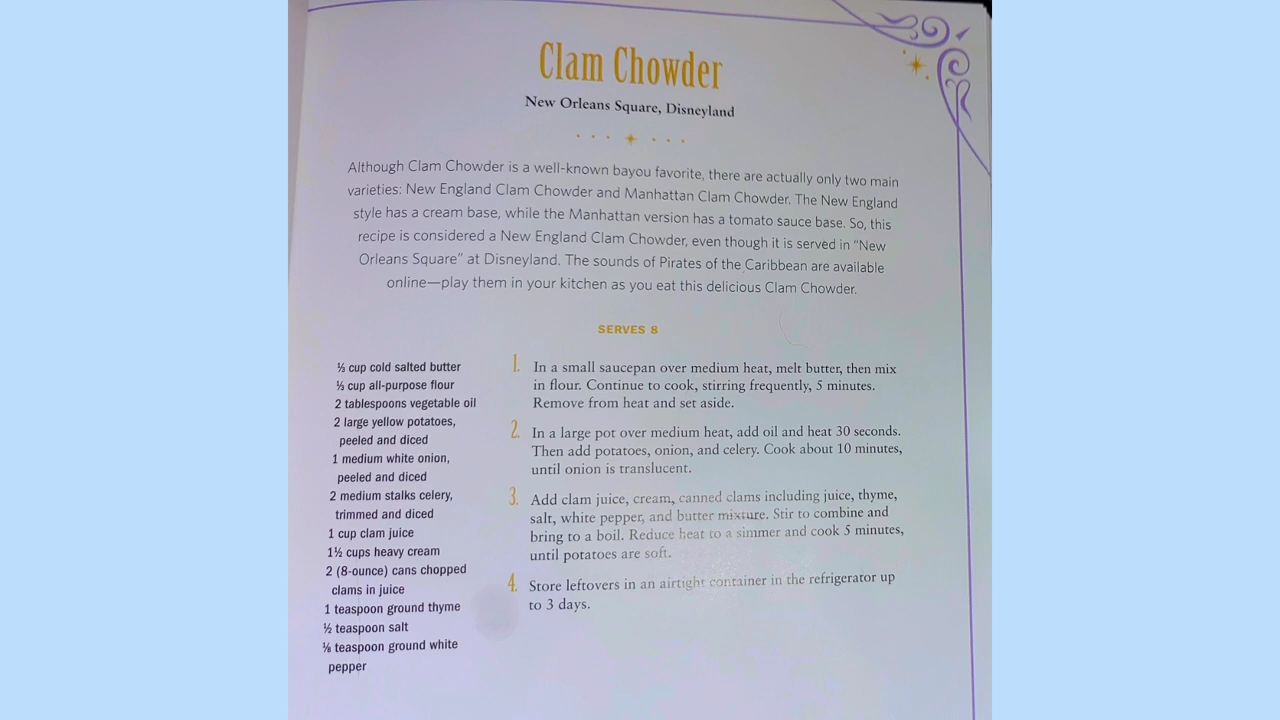 Clam Chowder
New Orleans Square, Disneyland
Although Clam Chowder is a well-known bayou favorite, there are actually only two main
varieties: New England Clam Chowder and Manhattan Clam Chowder. The New England
style has a cream base, while the Manhattan version has a tomato sauce base. So, this
recipe is considered a New England Clam Chowder, even though it is served in “New
Orleans Square” at Disneyland. The sounds of Pirates of the Caribbean are available
online—play them in your kitchen as you eat this delicious Clam Chowder.
SERVES 8
⅓ cup cold salted butter
⅓ cup all-purpose flour
2 tablespoons vegetable oil
2 large yellow potatoes,
peeled and diced
1 medium white onion,
peeled and diced
2 medium stalks celery,
trimmed and diced
1 cup clam juice
1½ cups heavy cream
2 (8-ounce) cans chopped
clams in juice
1 teaspoon ground thyme
½ teaspoon salt
⅛ teaspoon ground white
pepper
1. In a small saucepan over medium heat, melt butter, then mix
in flour. Continue to cook, stirring frequently, 5 minutes.
Remove from heat and set aside.
2. In a large pot over medium heat, add oil and heat 30 seconds.
Then add potatoes, onion, and celery. Cook about 10 minutes,
until onion is translucent.
3. Add clam juice, cream, canned clams including juice, thyme,
salt, white pepper, and butter mixture. Stir to combine and
bring to a boil. Reduce heat to a simmer and cook 5 minutes,
until potatoes are soft.
4. Store leftovers in an airtight container in the refrigerator up
to 3 days.